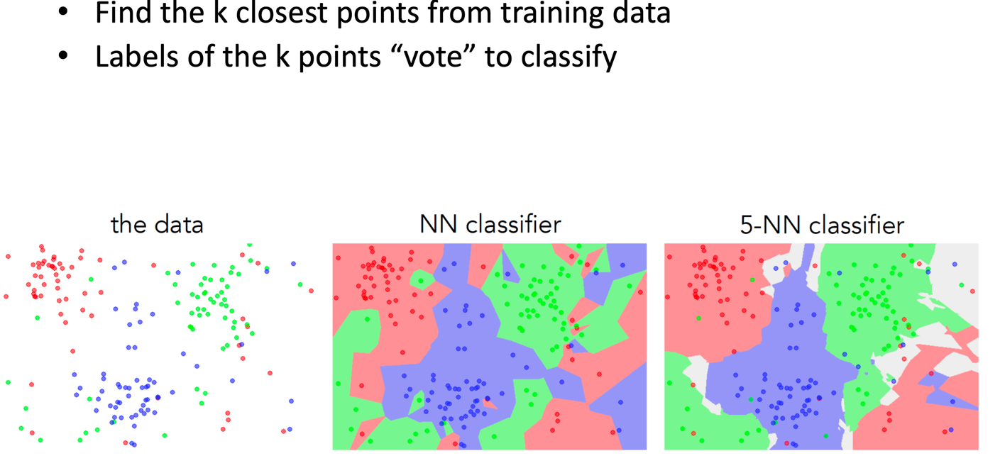 • Find the k closest points from training data
• Labels of the k points “vote” to classify
the data
NN classifier
5-NN classifier